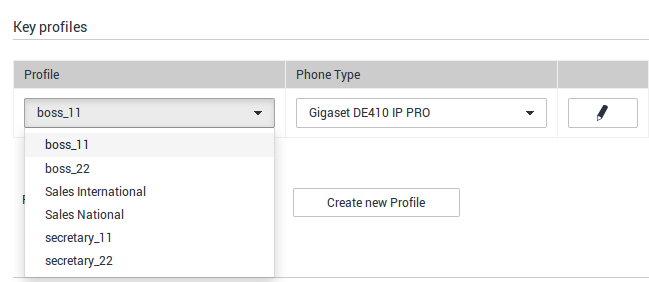 Key profiles
Profile Phone Type
boss_11 Gigaset DE410 IP PRO
boss_11
boss_22
Sales International
Sales National
Create new Profile
secretary_11
secretary_22